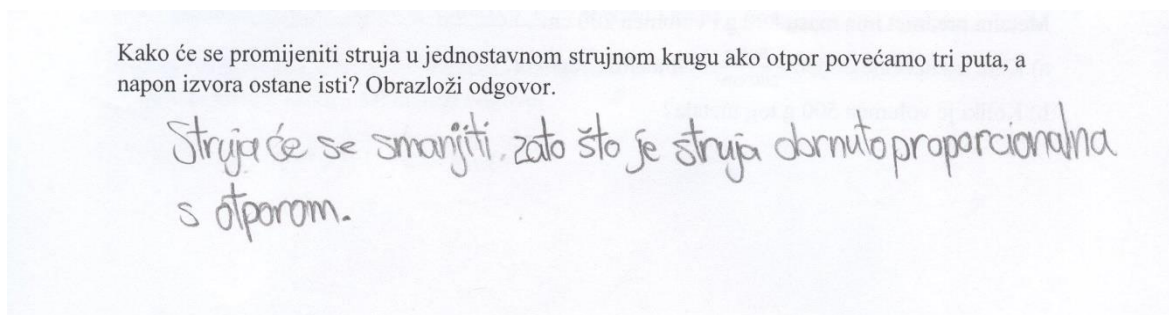 Kako će se promijeniti struja u jednostavnom strujnom krugu ako otpor povećamo tri puta, a
napon izvora ostane isti? Obrazloži odgovor.
Struja će se smanjiti, zato što je struja obrnuto proporcionalna
s otporom.